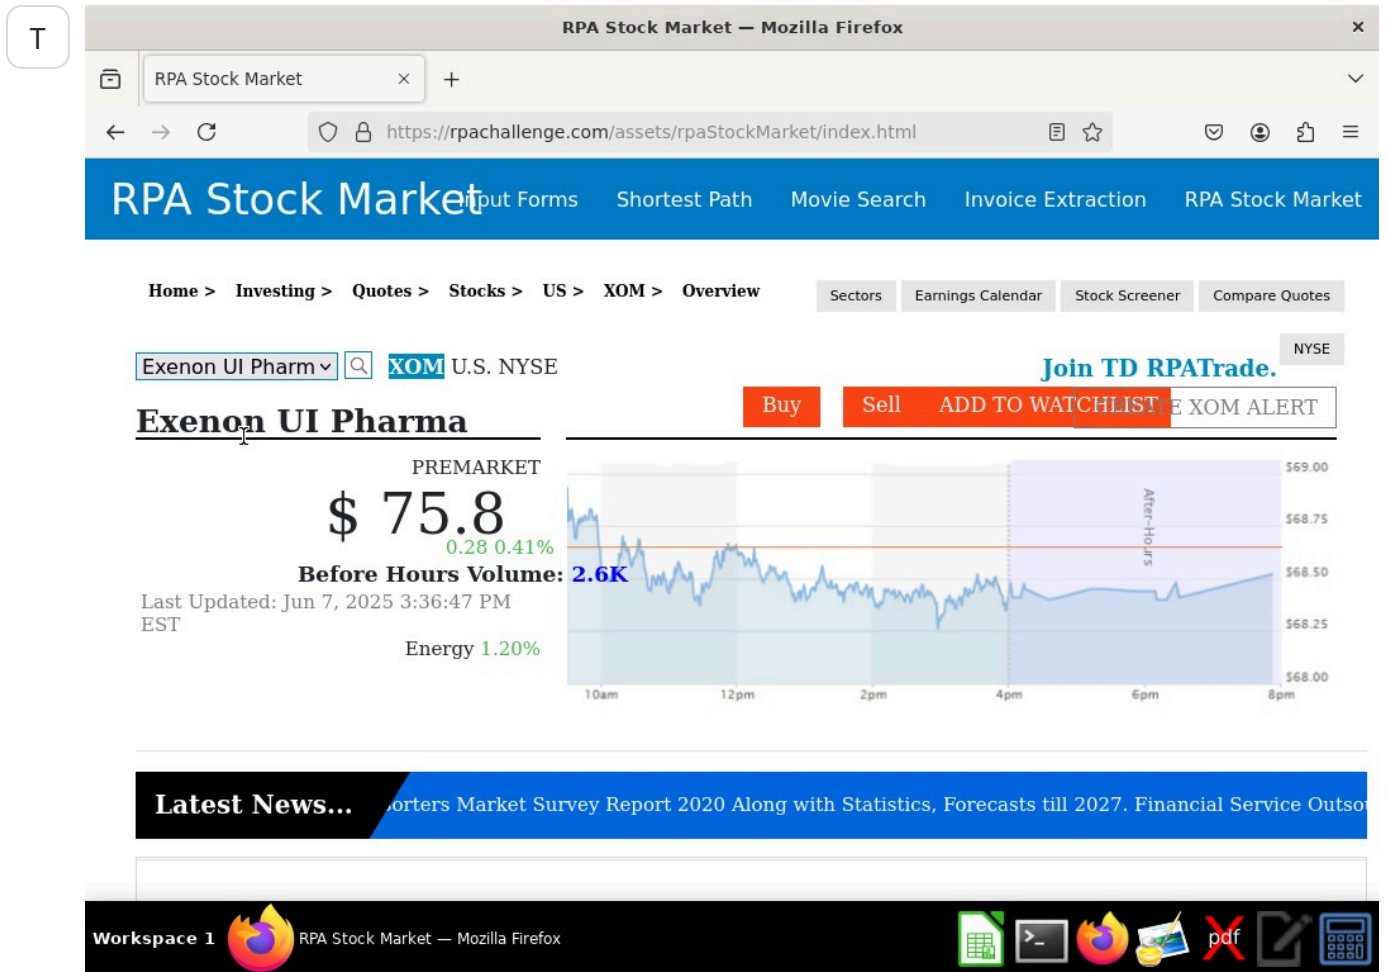 T
RPA Stock Market — Mozilla Firefox
RPA Stock Market
https://rpachallenge.com/assets/rpaStockMarket/index.html
RPA Stock Market Input Forms Shortest Path Movie Search Invoice Extraction RPA Stock Market
Home > Investing > Quotes > Stocks > US > XOM > Overview
Sectors Earnings Calendar Stock Screener Compare Quotes
NYSE
Exenon UI Pharm XOM U.S. NYSE
Join TD RPATrade.
Buy Sell ADD TO WATCHLIST CREATE XOM ALERT
Exenon UI Pharma
PREMARKET
$ 75.8
0.28 0.41%
Before Hours Volume: 2.6K
Last Updated: Jun 7, 2025 3:36:47 PM
EST
Energy 1.20%
$69.00
$68.75
$68.50
$68.25
$68.00
After-Hours
10am 12pm 2pm 4pm 6pm 8pm
Latest News... orters Market Survey Report 2020 Along with Statistics, Forecasts till 2027. Financial Service Outso
Workspace 1 RPA Stock Market — Mozilla Firefox
pdf